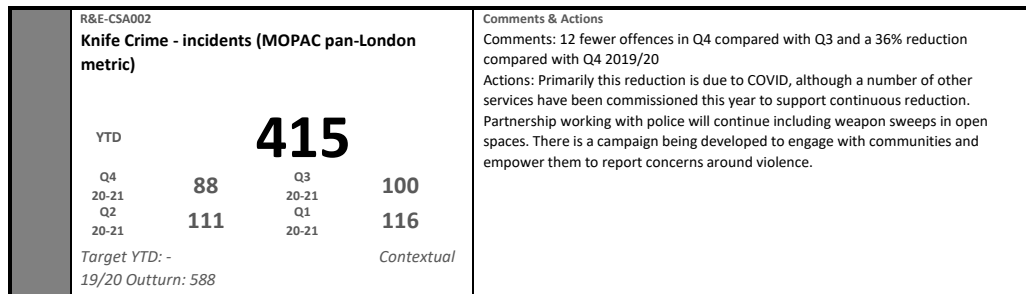 R&E-CSA002
Knife Crime - incidents (MOPAC pan-London
metric)
YTD 415
Q4
20-21
88
Q3
20-21
100
Q2
20-21
111
Q1
20-21
116
Target YTD: - Contextual
19/20 Outturn: 588
Comments & Actions
Comments: 12 fewer offences in Q4 compared with Q3 and a 36% reduction
compared with Q4 2019/20
Actions: Primarily this reduction is due to COVID, although a number of other
services have been commissioned this year to support continuous reduction.
Partnership working with police will continue including weapon sweeps in open
spaces. There is a campaign being developed to engage with communities and
empower them to report concerns around violence.